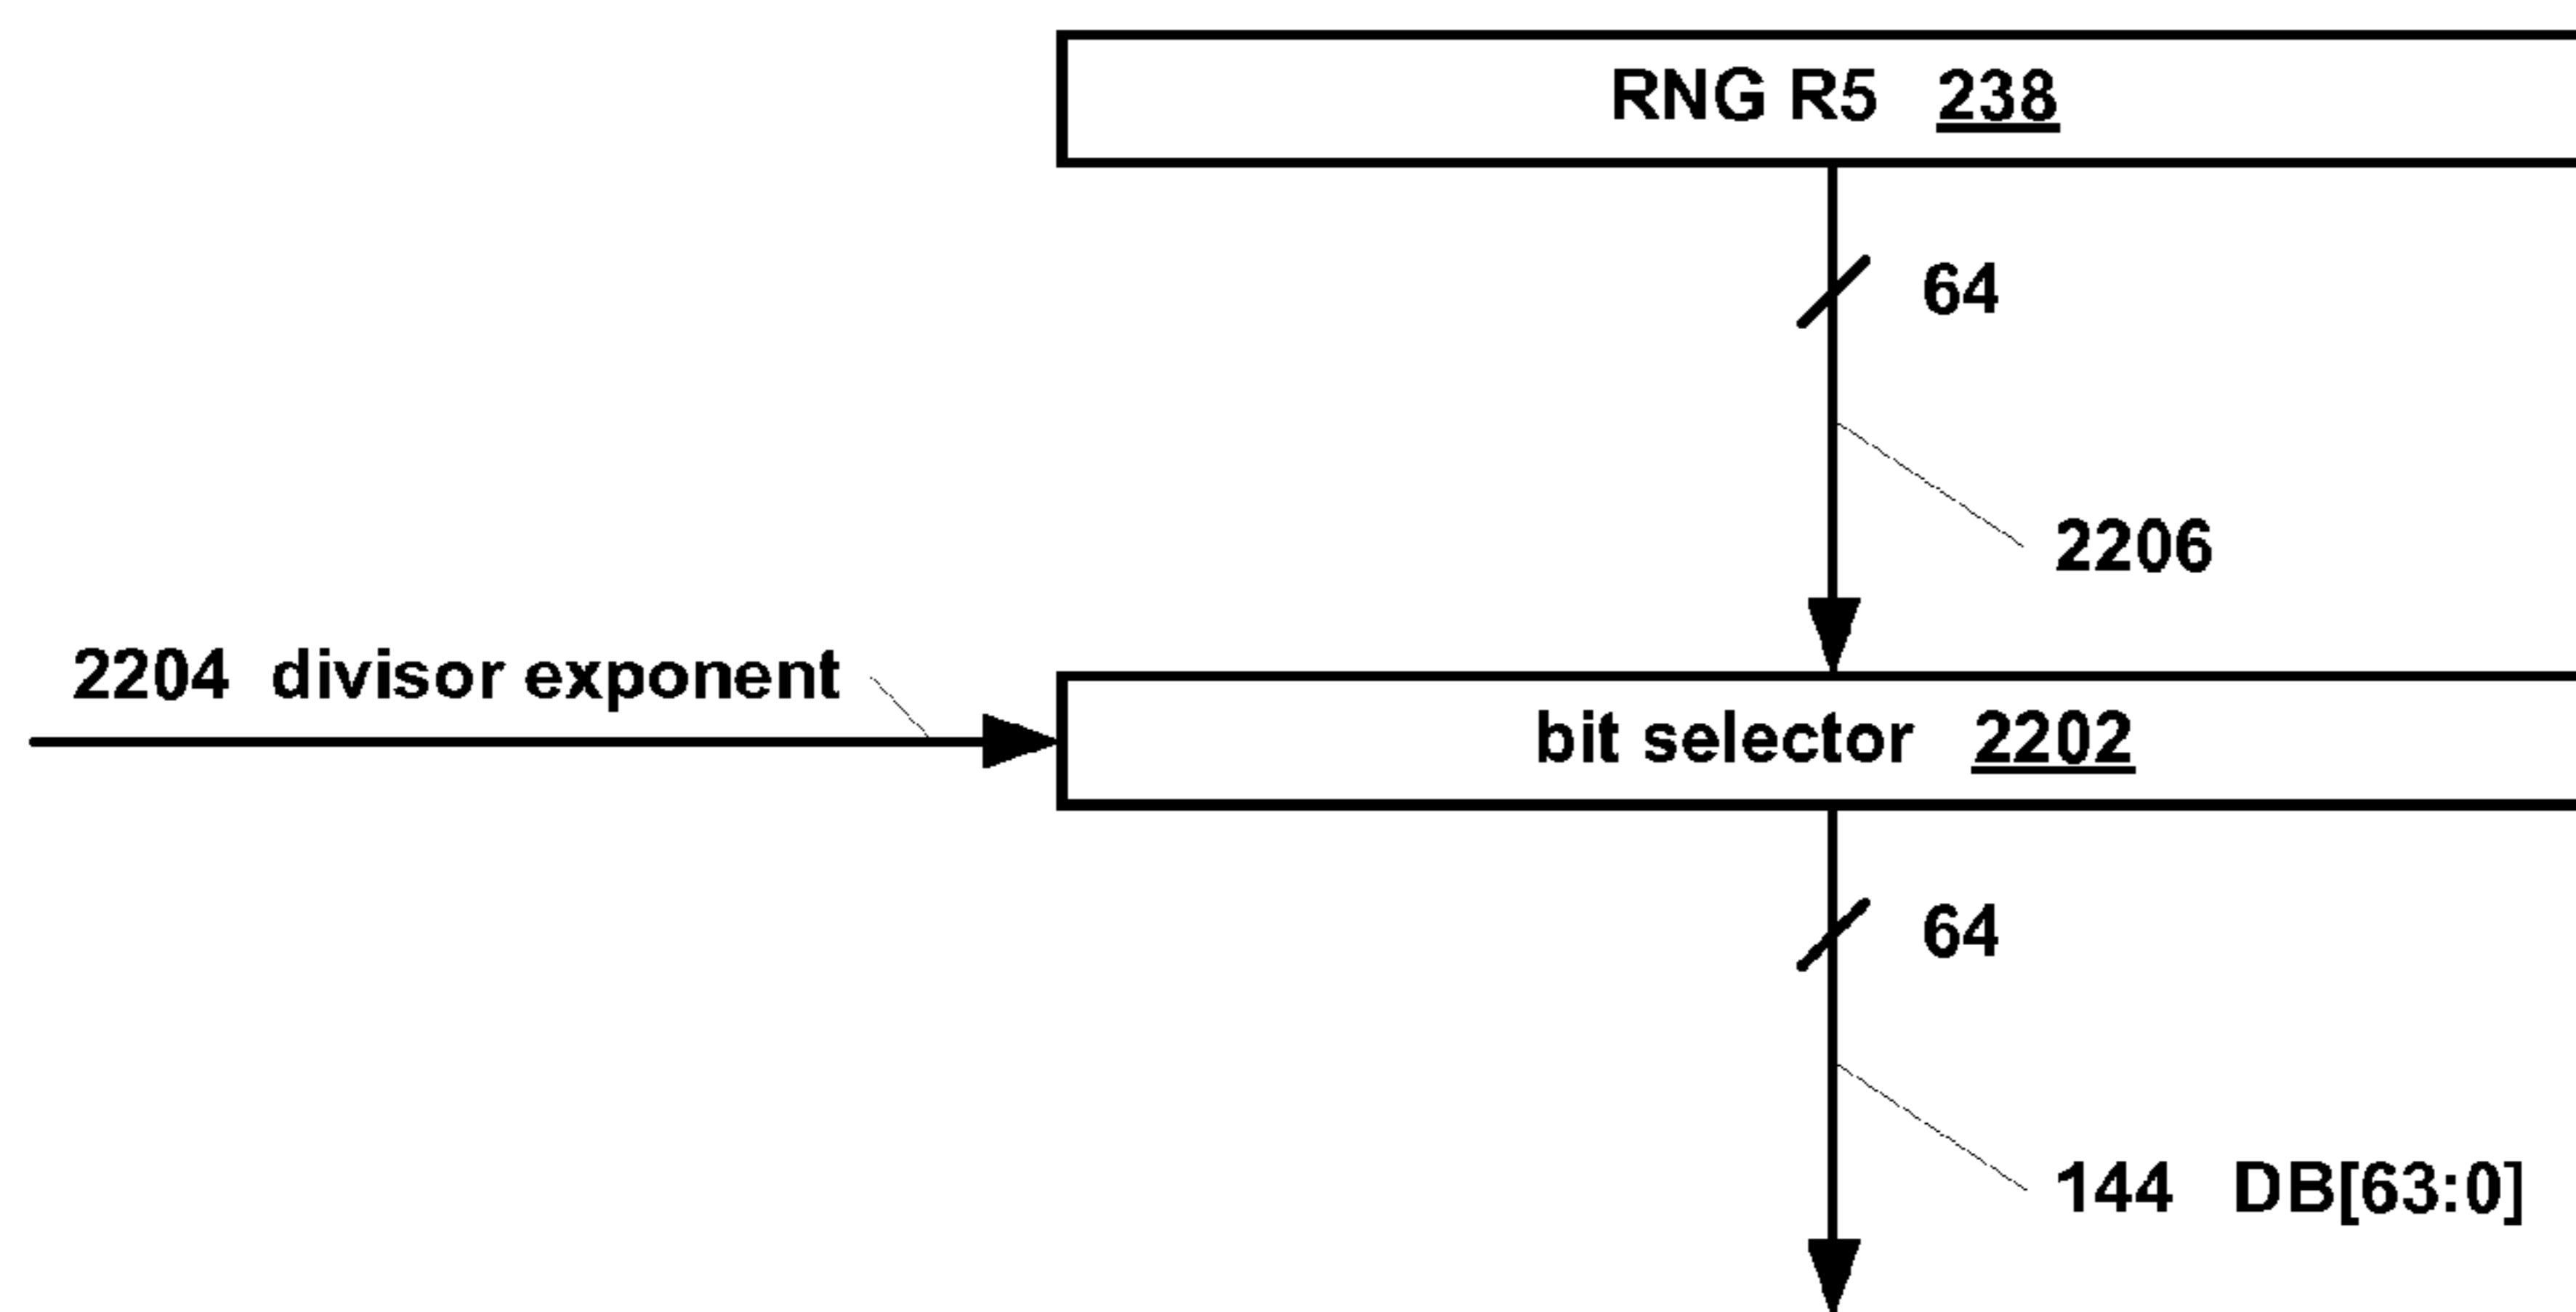 RNG R5 238
64
2206
2204 divisor exponent
bit selector 2202
64
144 DB[63:0]